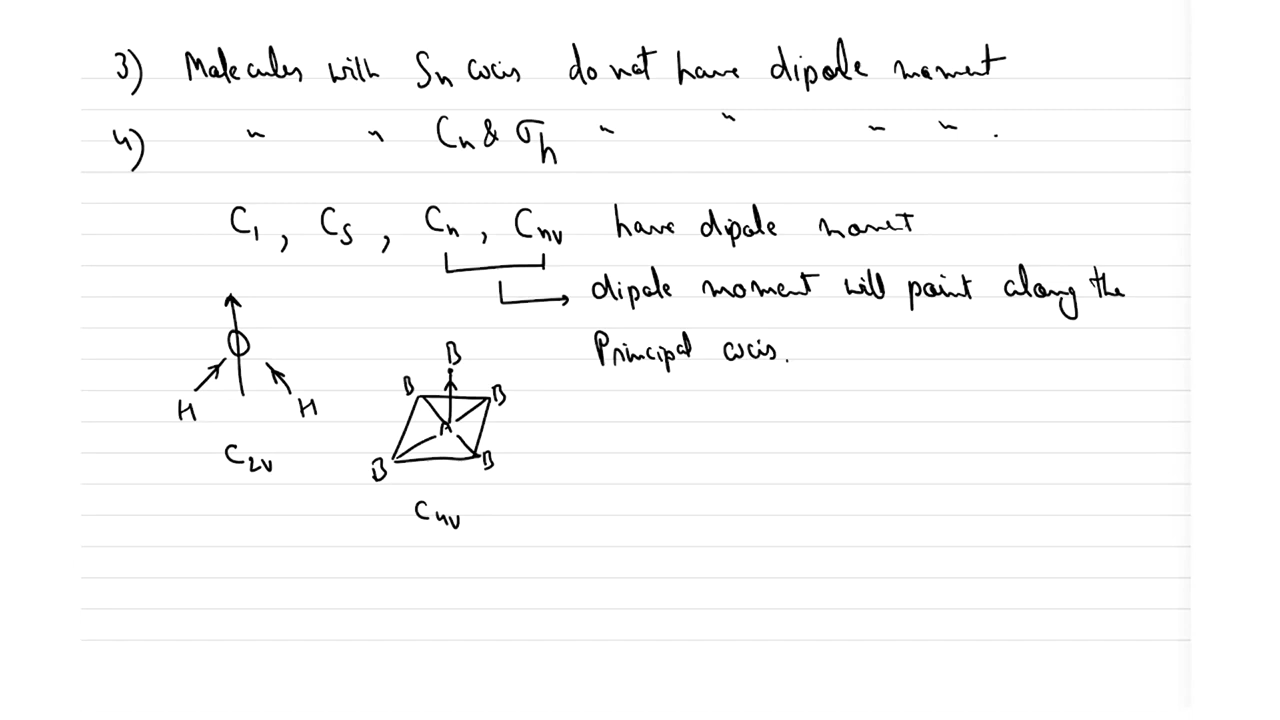 3) Molecules with Sn axis do not have dipole moment
4) " " Cn & σh " " " " .
C1 , Cs , Cn , Cnv have dipole momet
dipole moment will point along the
Principal axis.
O
H H
C2v
B
B B
A
B B
C4v